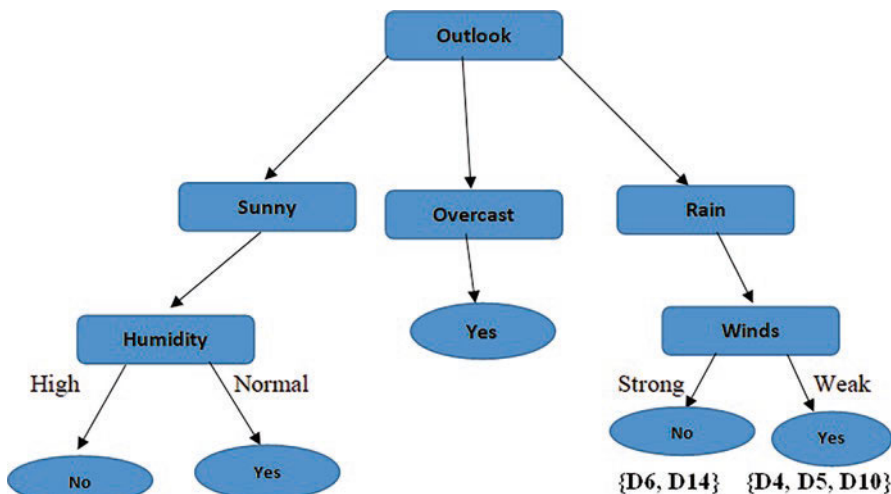 Outlook
Sunny
Overcast
Rain
Humidity
Yes
Winds
High
Normal
Strong
Weak
No
Yes
No
Yes
{D6, D14}
{D4, D5, D10}